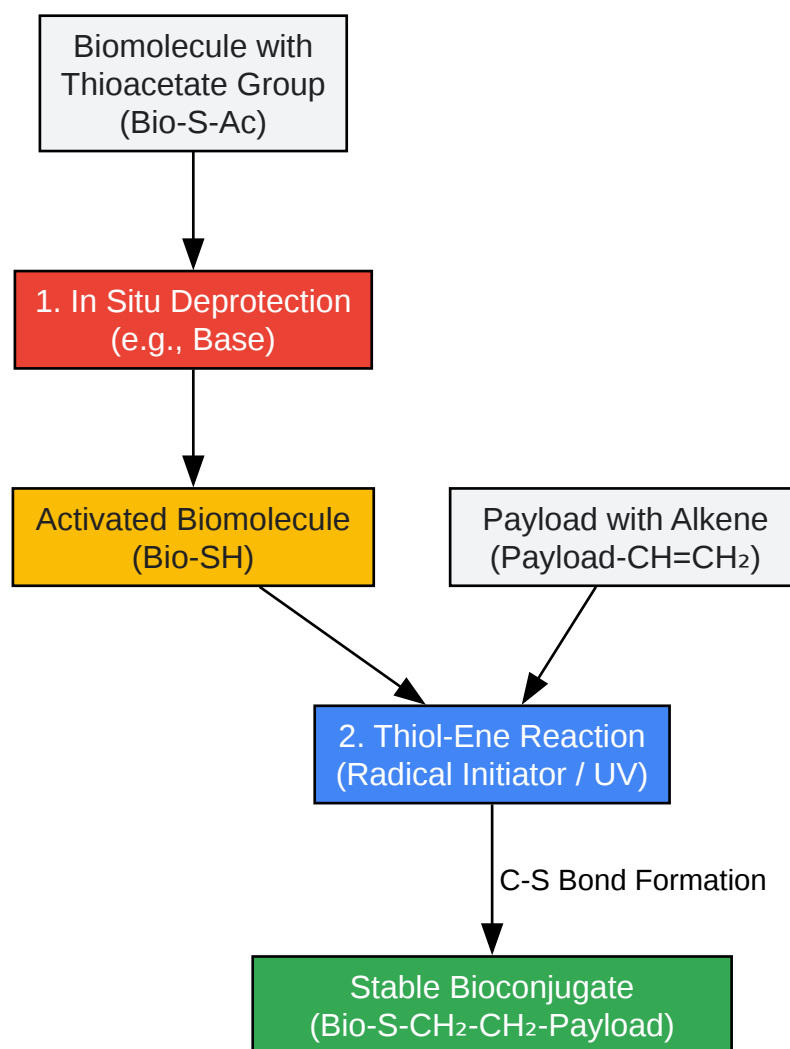 Biomolecule with
Thioacetate Group
(Bio-S-Ac)
1. In Situ Deprotection
(e.g., Base)
Activated Biomolecule
(Bio-SH)
Payload with Alkene
(Payload-CH=CH₂)
2. Thiol-Ene Reaction
(Radical Initiator / UV)
C-S Bond Formation
Stable Bioconjugate
(Bio-S-CH₂-CH₂-Payload)